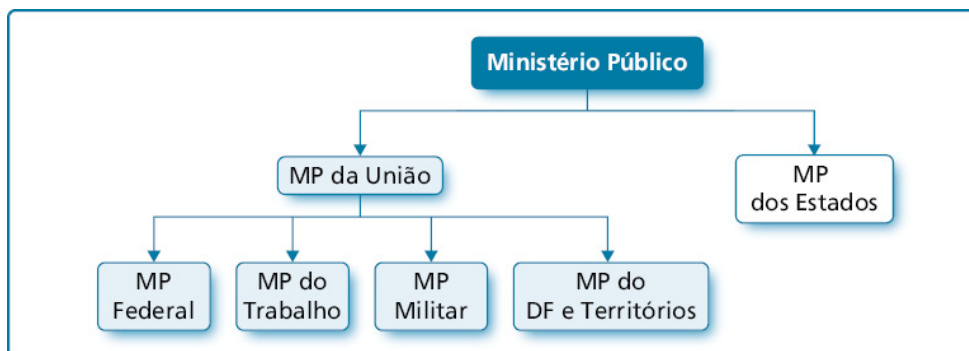 Ministério Público
MP da União
MP
dos Estados
MP
Federal
MP do
Trabalho
MP
Militar
MP do
DF e Territórios